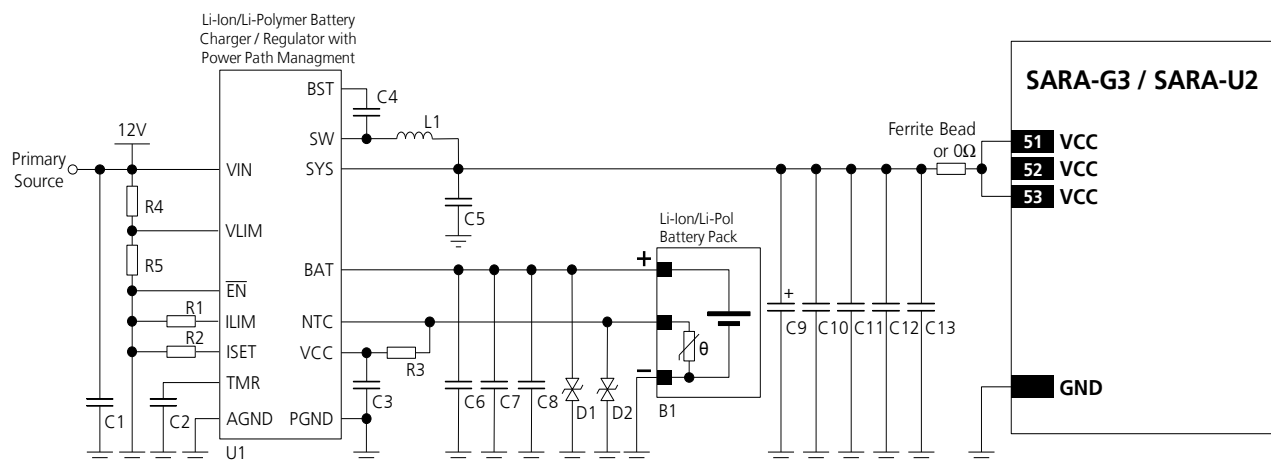 Li-Ion/Li-Polymer Battery
Charger / Regulator with
Power Path Managment
SARA-G3 / SARA-U2
BST
C4
SW
L1
12V
Ferrite Bead
or 0Ω
51 VCC
52 VCC
53 VCC
Primary
Source
VIN
SYS
R4
C5
Li-Ion/Li-Pol
Battery Pack
VLIM
R5
BAT
+
EN
R1
ILIM
NTC
+
R2
ISET
VCC
R3
θ
C9
C10
C11
C12
C13
TMR
–
GND
C1
C2
AGND
PGND
C3
C6
C7
C8
D1
D2
B1
U1